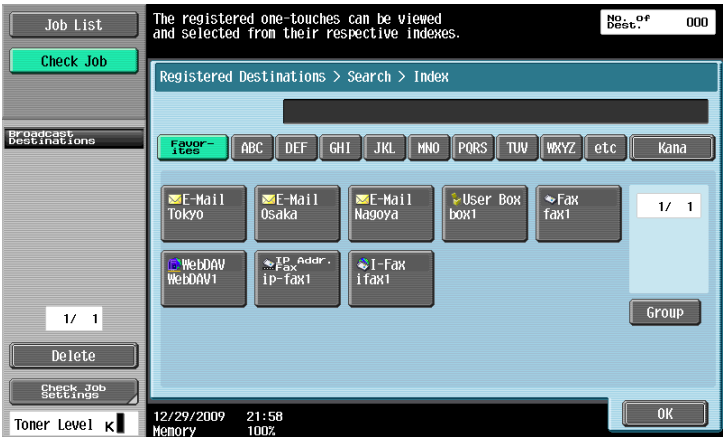 Job List
Check Job
Broadcast
Destinations
1/ 1
Delete
Check Job
Settings
Toner Level K
The registered one-touches can be viewed
and selected from their respective indexes.
No. of
Dest. 000
Registered Destinations > Search > Index
Favor-
ites ABC DEF GHI JKL MNO PQRS TUV WXYZ etc Kana
E-Mail
Tokyo
E-Mail
Osaka
E-Mail
Nagoya
User Box
box1
Fax
fax1
1/ 1
WebDAV
WebDAV1
IP Addr.
Fax
ip-fax1
I-Fax
ifax1
Group
12/29/2009 21:58
Memory 100%
OK